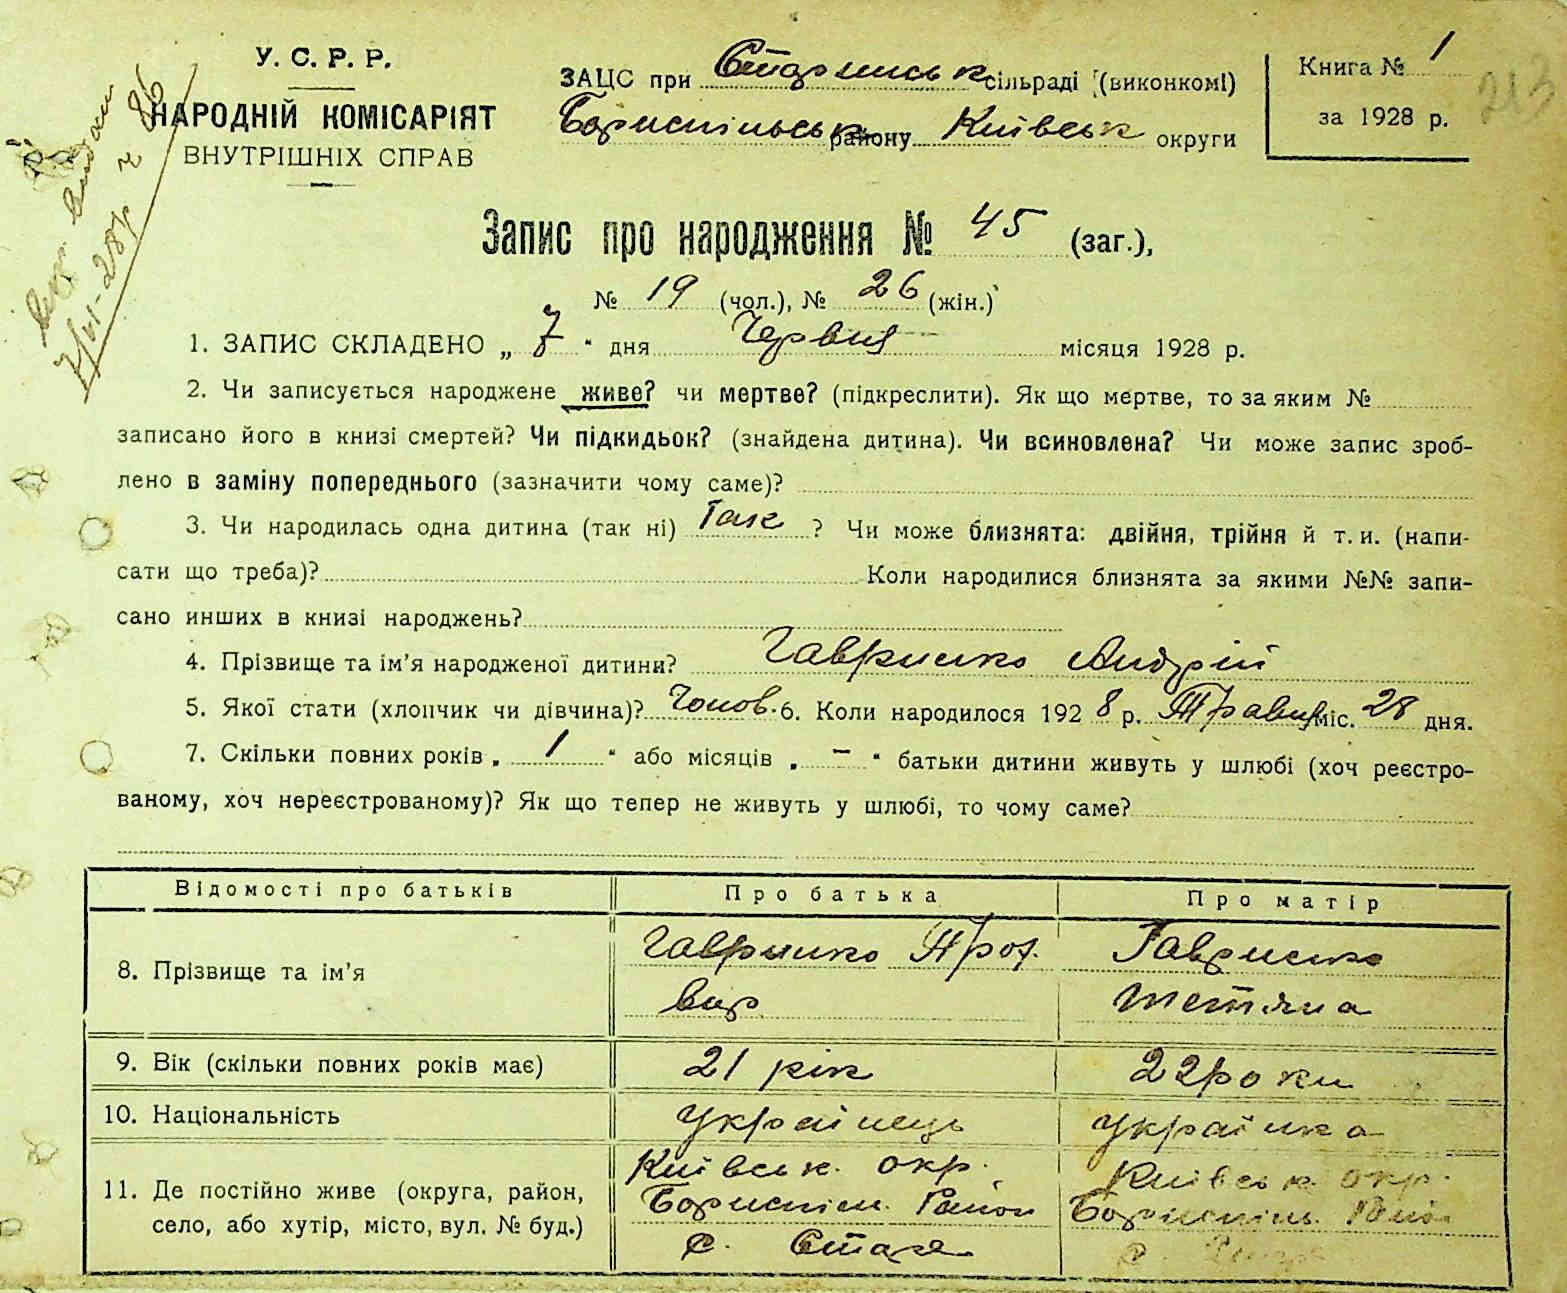 У. С. Р. Р.
НАРОДНІЙ КОМІСАРІЯТ
ВНУТРІШНІХ СПРАВ
ЗАЦС при Старинськ сільраді (виконкомі)
Бориспільськ району Київськ округи
Книга № 1
за 1928 р.
213
Запис про народження № 45 (заг.),
№ 19 (чол.), № 26 (жін.)
1. ЗАПИС СКЛАДЕНО „ 7 “ дня Червня місяця 1928 р.
2. Чи записується народжене живе? чи мертве? (підкреслити). Як що мертве, то за яким №
записано його в книзі смертей? Чи підкидьок? (знайдена дитина). Чи всиновлена? Чи може запис зроб-
лено в заміну попереднього (зазначити чому саме)?
3. Чи народилась одна дитина (так ні) Так ? Чи може близнята: двійня, трійня й т. и. (напи-
сати що треба)? Коли народилися близнята за якими №№ запи-
сано инших в книзі народжень?
4. Прізвище та ім’я народженої дитини? Гавришко Андрій
5. Якої статі (хлопчик чи дівчина)? Чолов. 6. Коли народилося 1928 р. Травня міс. 28 дня.
7. Скільки повних років „ 1 “ або місяців „ — “ батьки дитини живуть у шлюбі (хоч реєстро-
ваному, хоч нереєстрованому)? Як що тепер не живуть у шлюбі, то чому саме?
Відомості про батьків Про батька Про матір
8. Прізвище та ім’я Гавришко Гавришко
Тетяна
9. Вік (скільки повних років має) 21 рік 22 роки
10. Національність Українець Українка
11. Де постійно живе (округа, район, Київськ. окр. Київськ. окр.
село, або хутір, місто, вул. № буд.) Бориспіл. Район Бориспіль. Район
с. Стара с.